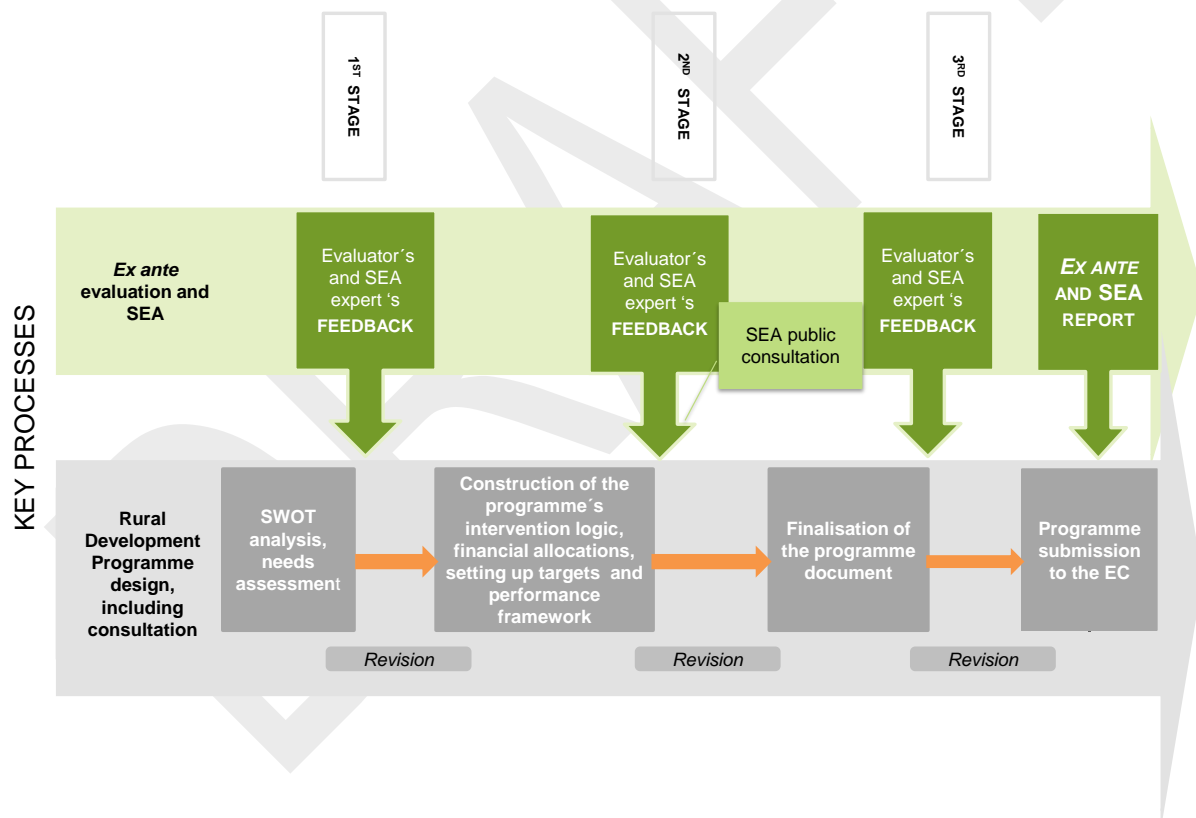 1ST STAGE
2ND STAGE
3RD STAGE
KEY PROCESSES
Ex ante
evaluation and
SEA
Evaluator´s
and SEA
expert ‘s
FEEDBACK
Evaluator´s
and SEA
expert ‘s
FEEDBACK
SEA public
consultation
Evaluator´s
and SEA
expert ‘s
FEEDBACK
EX ANTE
AND SEA
REPORT
Rural
Development
Programme
design,
including
consultation
SWOT
analysis,
needs
assessment
Construction of the
programme´s
intervention logic,
financial allocations,
setting up targets and
performance
framework
Finalisation of
the programme
document
Programme
submission
to the EC
Revision
Revision
Revision